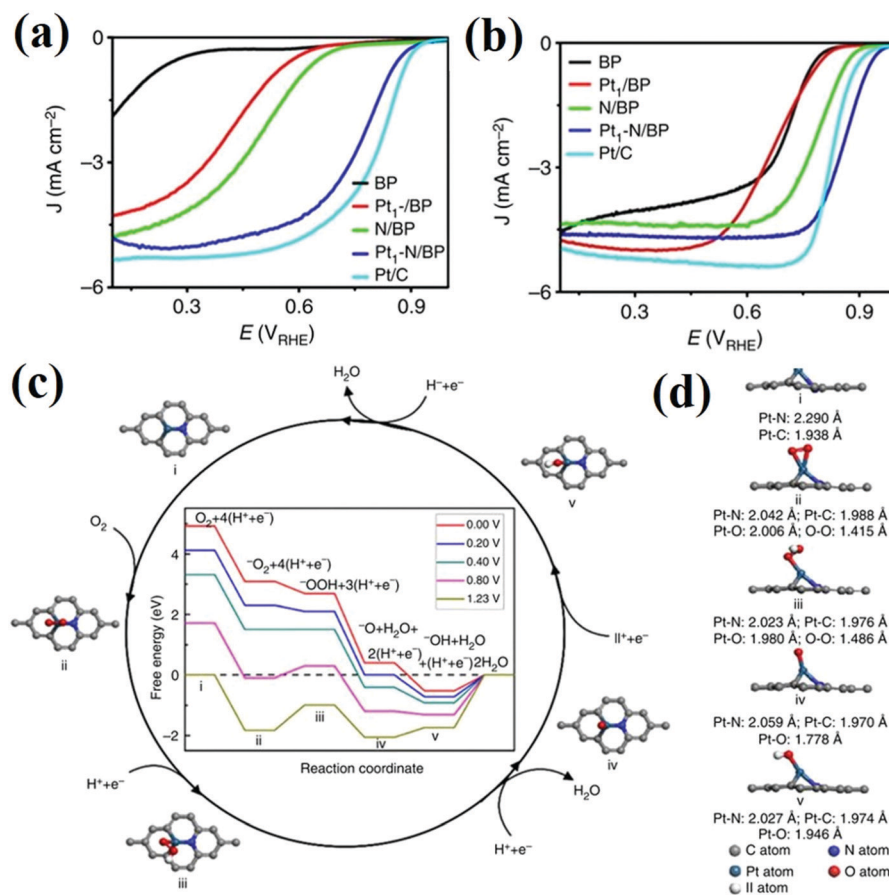 (a)
0
−3
−6
J (mA cm⁻²)
BP
Pt₁-/BP
N/BP
Pt₁-N/BP
Pt/C
0.3
0.6
0.9
E (V_RHE)
(b)
0
−3
−6
J (mA cm⁻²)
BP
Pt₁/BP
N/BP
Pt₁-N/BP
Pt/C
0.3
0.6
0.9
E (V_RHE)
(c)
H₂O
H⁻+e⁻
i
O₂
ii
H⁺+e⁻
iii
H⁺+e⁻
H₂O
iv
II⁺+e⁻
v
Free energy (eV)
4
2
0
−2
O₂+4(H⁺+e⁻)
⁻O₂+4(H⁺+e⁻)
⁻OOH+3(H⁺+e⁻)
⁻O+H₂O+
2(H⁺+e⁻)
⁻OH+H₂O
+(H⁺+e⁻)
2H₂O
0.00 V
0.20 V
0.40 V
0.80 V
1.23 V
i
ii
iii
iv
v
Reaction coordinate
(d)
i
Pt-N: 2.290 Å
Pt-C: 1.938 Å
ii
Pt-N: 2.042 Å; Pt-C: 1.988 Å
Pt-O: 2.006 Å; O-O: 1.415 Å
iii
Pt-N: 2.023 Å; Pt-C: 1.976 Å
Pt-O: 1.980 Å; O-O: 1.486 Å
iv
Pt-N: 2.059 Å; Pt-C: 1.970 Å
Pt-O: 1.778 Å
v
Pt-N: 2.027 Å; Pt-C: 1.974 Å
Pt-O: 1.946 Å
C atom
N atom
Pt atom
O atom
II atom